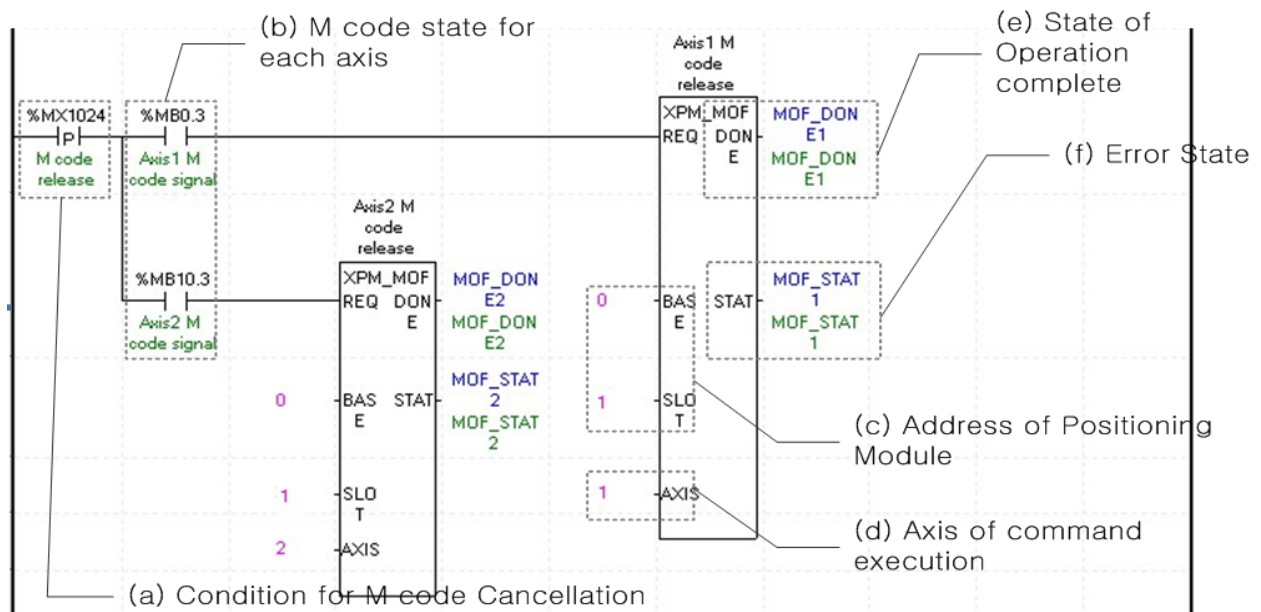 (b) M code state for
each axis
(e) State of
Operation
complete
Axis1 M
code
release
%MX1024
P
M code
release
%MB0.3
Axis1 M
code signal
XPM_MOF
REQ DON
E
MOF_DON
E1
MOF_DON
E1
(f) Error State
Axis2 M
code
release
%MB10.3
Axis2 M
code signal
XPM_MOF
REQ DON
E
MOF_DON
E2
MOF_DON
E2
0
BAS STAT
E
MOF_STAT
1
MOF_STAT
1
0
BAS STAT
E
MOF_STAT
2
MOF_STAT
2
1
SLO
T
(c) Address of Positioning
Module
1
SLO
T
1
AXIS
2
AXIS
(d) Axis of command
execution
(a) Condition for M code Cancellation